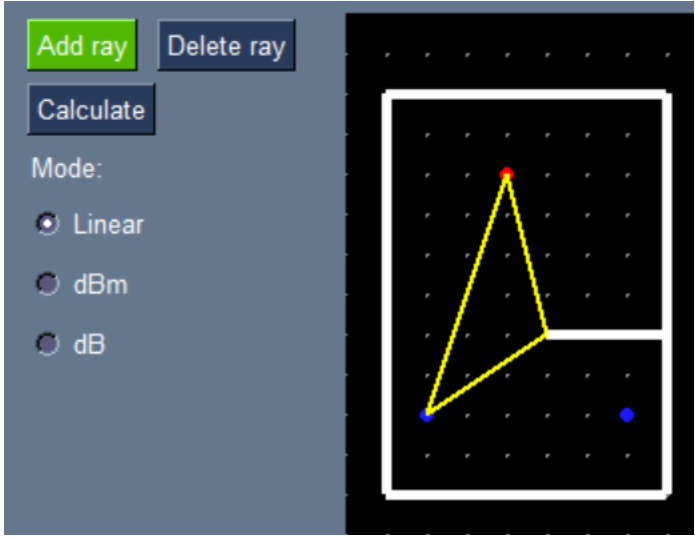 Add ray Delete ray
Calculate
Mode:
Linear
dBm
dB